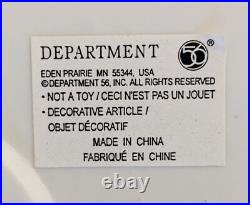 DEPARTMENT 56®
EDEN PRAIRIE MN 55344, USA
©DEPARTMENT 56, INC. ALL RIGHTS RESERVED
• NOT A TOY / CECI N'EST PAS UN JOUET
• DECORATIVE ARTICLE /
OBJET DÉCORATIF
MADE IN CHINA
FABRIQUÉ EN CHINE